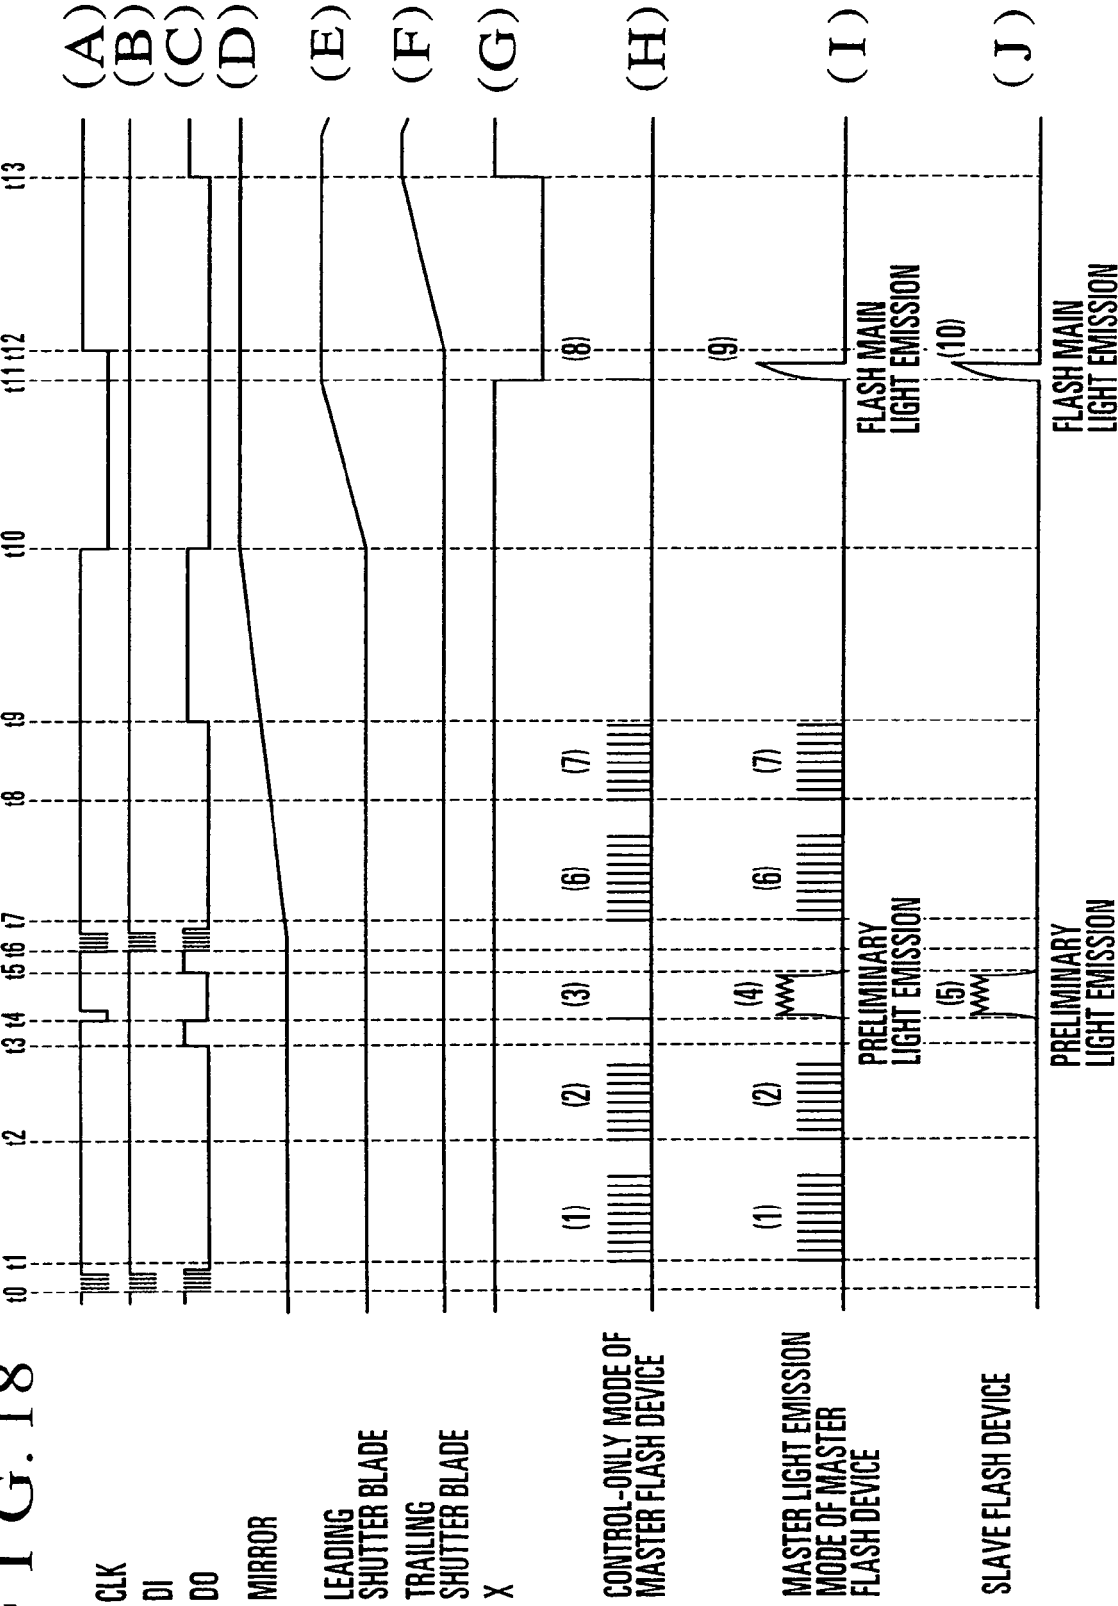 FIG.18
t0 t1 t2 t3 t4 t5 t6 t7 t8 t9 t10 t11 t12 t13
CLK (A)
DI (B)
DO (C)
MIRROR (D)
LEADING
SHUTTER BLADE (E)
TRAILING
SHUTTER BLADE (F)
X (G)
(1) (2) (3) (6) (7) (8)
CONTROL-ONLY MODE OF
MASTER FLASH DEVICE (H)
(1) (2) (4) (6) (7) (9)
MASTER LIGHT EMISSION
MODE OF MASTER
FLASH DEVICE (I)
PRELIMINARY
LIGHT EMISSION
FLASH MAIN
LIGHT EMISSION
(5) (10)
SLAVE FLASH DEVICE (J)
PRELIMINARY
LIGHT EMISSION
FLASH MAIN
LIGHT EMISSION